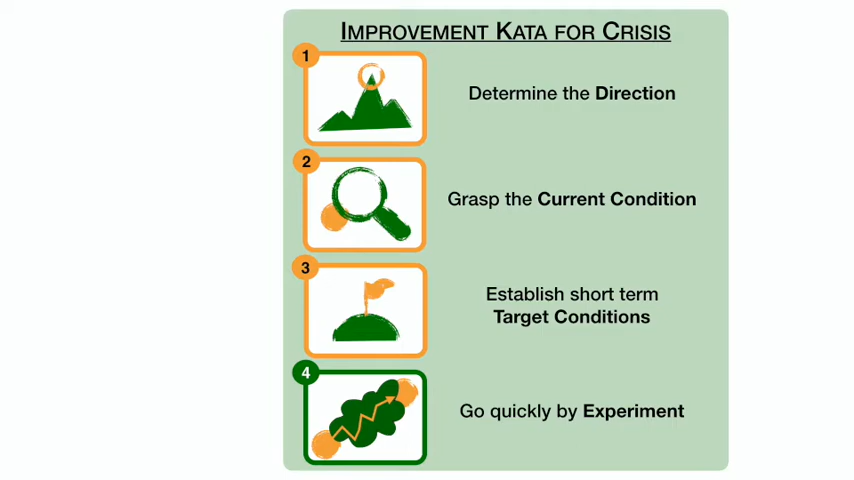 IMPROVEMENT KATA FOR CRISIS
1
Determine the Direction
2
Grasp the Current Condition
3
Establish short term
Target Conditions
4
Go quickly by Experiment